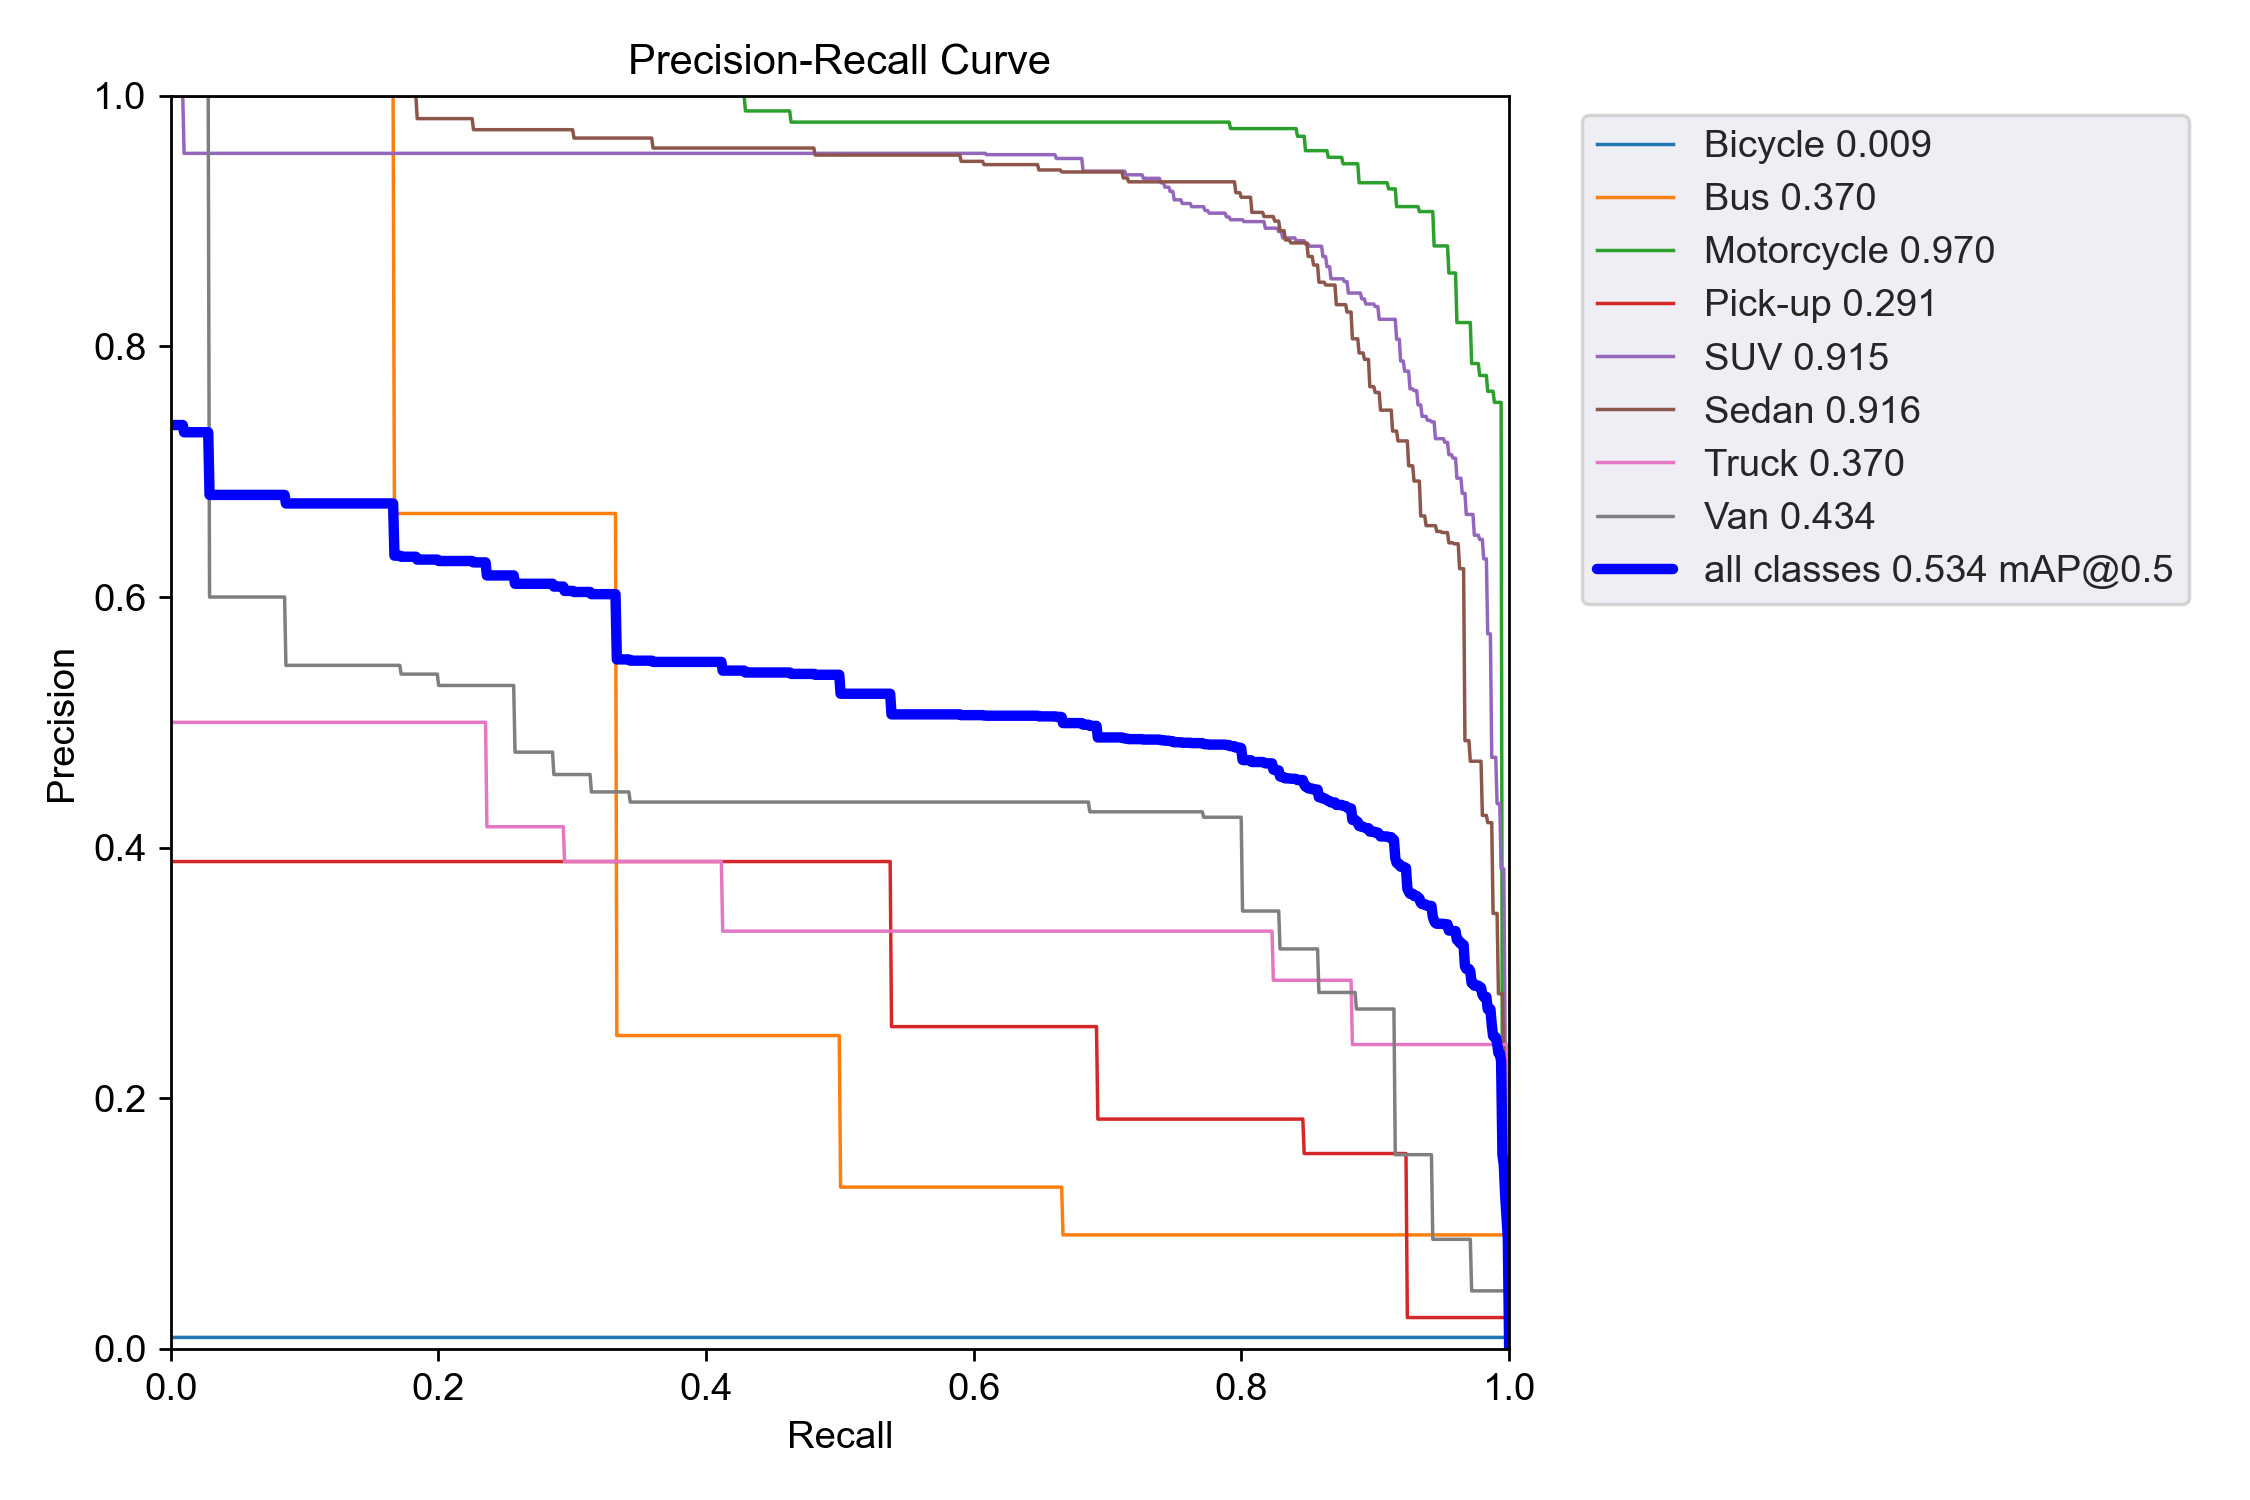 Precision-Recall Curve
1.0
0.8
0.6
0.4
0.2
0.0
Precision
0.0 0.2 0.4 0.6 0.8 1.0
Recall
Bicycle 0.009
Bus 0.370
Motorcycle 0.970
Pick-up 0.291
SUV 0.915
Sedan 0.916
Truck 0.370
Van 0.434
all classes 0.534 mAP@0.5